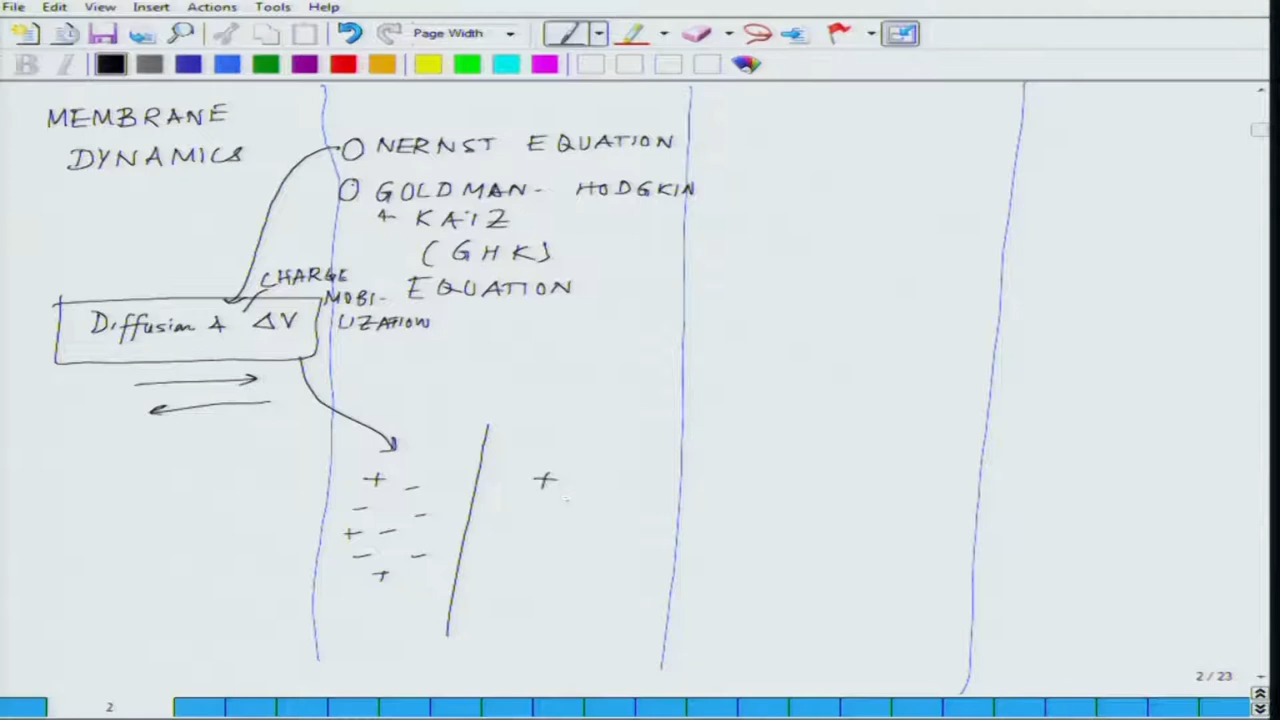 File Edit View Insert Actions Tools Help
Page Width
B I
MEMBRANE
DYNAMICS
NERNST EQUATION
GOLDMAN- HODGKIN
+ KATZ
(GHK)
EQUATION
CHARGE
MOBI-
LIZATION
Diffusion & ΔV
+ -
- -
+ -
- -
+
+
2 / 23
2